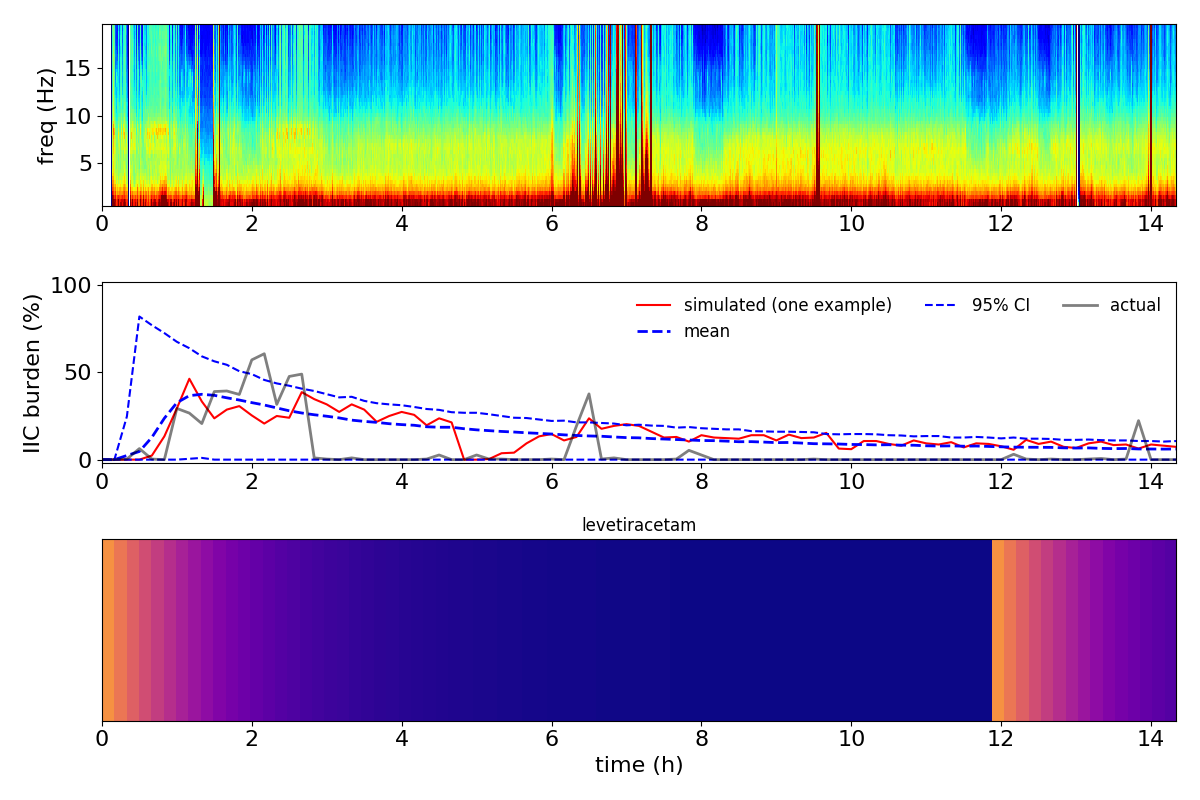 freq (Hz)
15
10
5
0 2 4 6 8 10 12 14
IIC burden (%)
100
50
0
simulated (one example)
mean
95% CI
actual
0 2 4 6 8 10 12 14
levetiracetam
0 2 4 6 8 10 12 14
time (h)